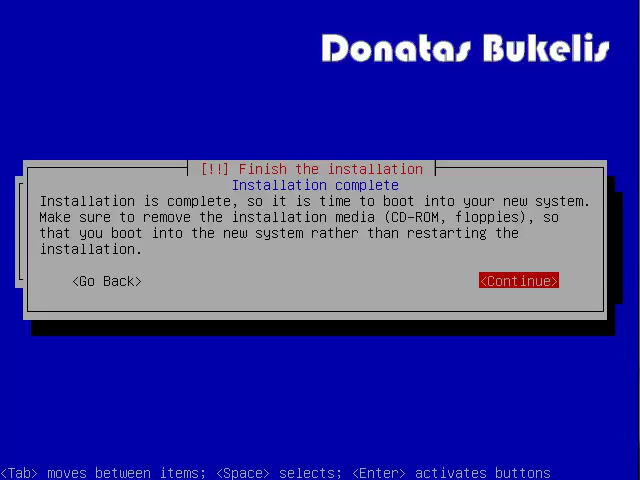 Donatas Bukelis
[!!] Finish the installation
Installation complete
Installation is complete, so it is time to boot into your new system.
Make sure to remove the installation media (CD-ROM, floppies), so
that you boot into the new system rather than restarting the
installation.
<Go Back> <Continue>
<Tab> moves between items; <Space> selects; <Enter> activates buttons